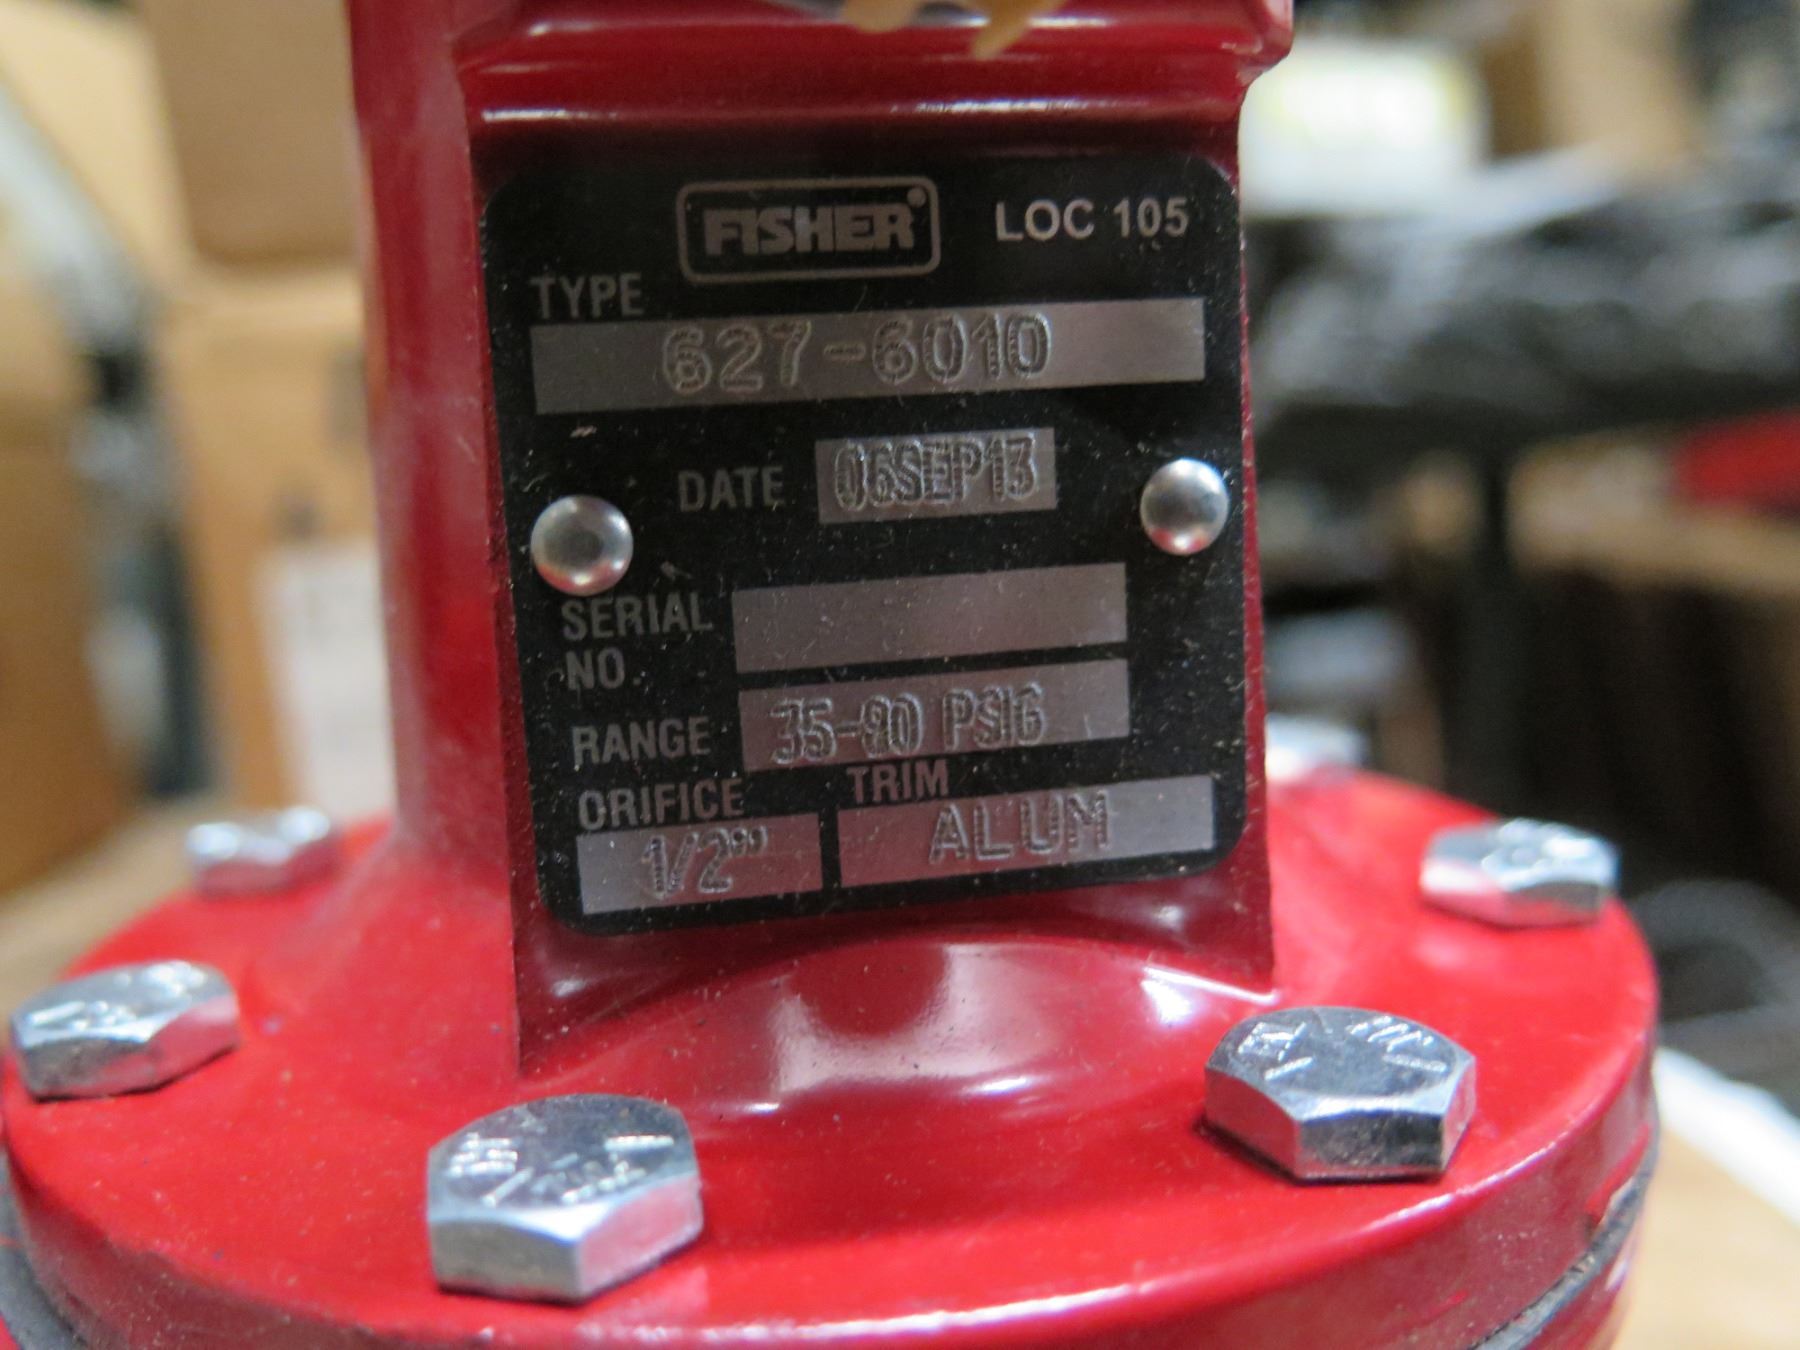 FISHER® LOC 105
TYPE
627-6010
DATE 06SEP13
SERIAL
NO
RANGE 35-80 PSIG
ORIFICE TRIM
1/2" ALUM